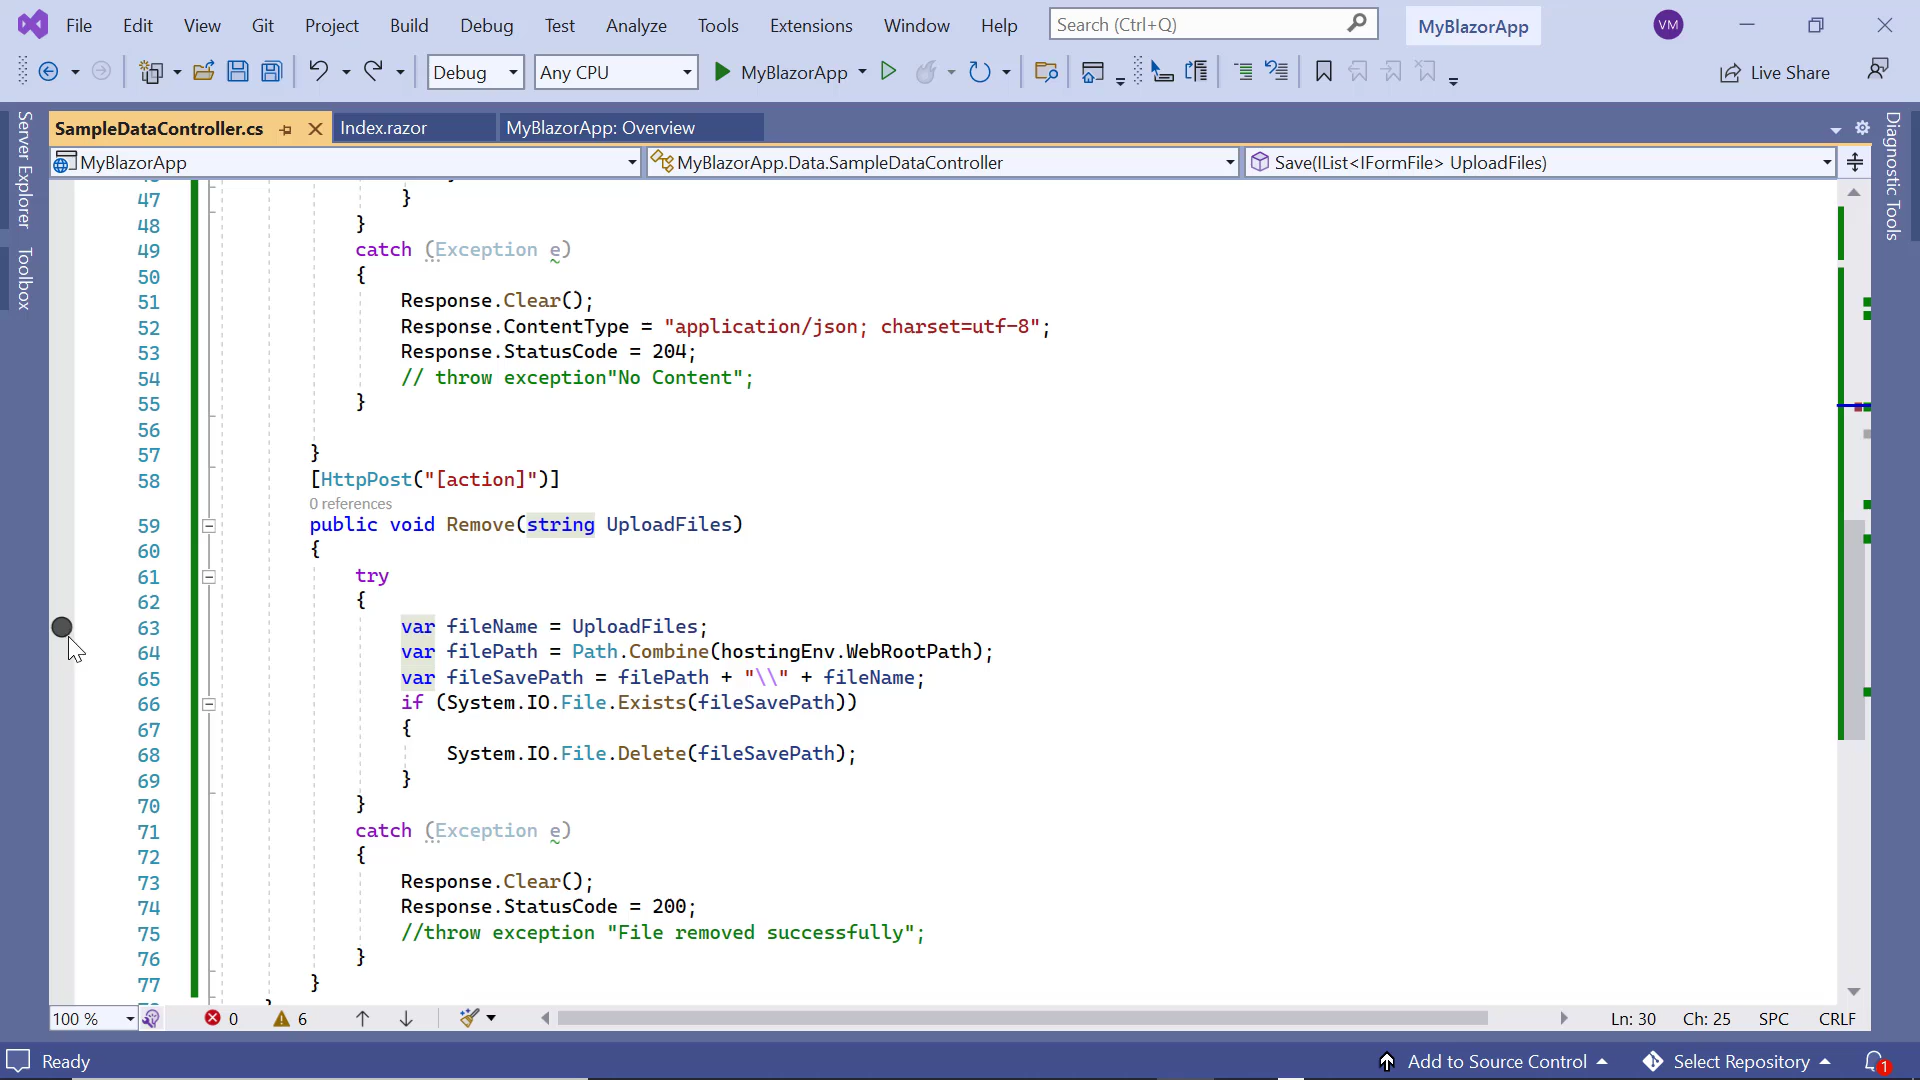 File Edit View Git Project Build Debug Test Analyze Tools Extensions Window Help Search (Ctrl+Q) MyBlazorApp VM
Debug Any CPU MyBlazorApp Live Share
Server Explorer
Toolbox
Diagnostic Tools
SampleDataController.cs Index.razor MyBlazorApp: Overview
MyBlazorApp MyBlazorApp.Data.SampleDataController Save(IList<IFormFile> UploadFiles)
47 }
48 }
49 catch (Exception e)
50 {
51 Response.Clear();
52 Response.ContentType = "application/json; charset=utf-8";
53 Response.StatusCode = 204;
54 // throw exception"No Content";
55 }
56
57 }
58 [HttpPost("[action]")]
0 references
59 public void Remove(string UploadFiles)
60 {
61 try
62 {
63 var fileName = UploadFiles;
64 var filePath = Path.Combine(hostingEnv.WebRootPath);
65 var fileSavePath = filePath + "\\" + fileName;
66 if (System.IO.File.Exists(fileSavePath))
67 {
68 System.IO.File.Delete(fileSavePath);
69 }
70 }
71 catch (Exception e)
72 {
73 Response.Clear();
74 Response.StatusCode = 200;
75 //throw exception "File removed successfully";
76 }
77 }
100 % 0 6 Ln: 30 Ch: 25 SPC CRLF
Ready Add to Source Control Select Repository 1